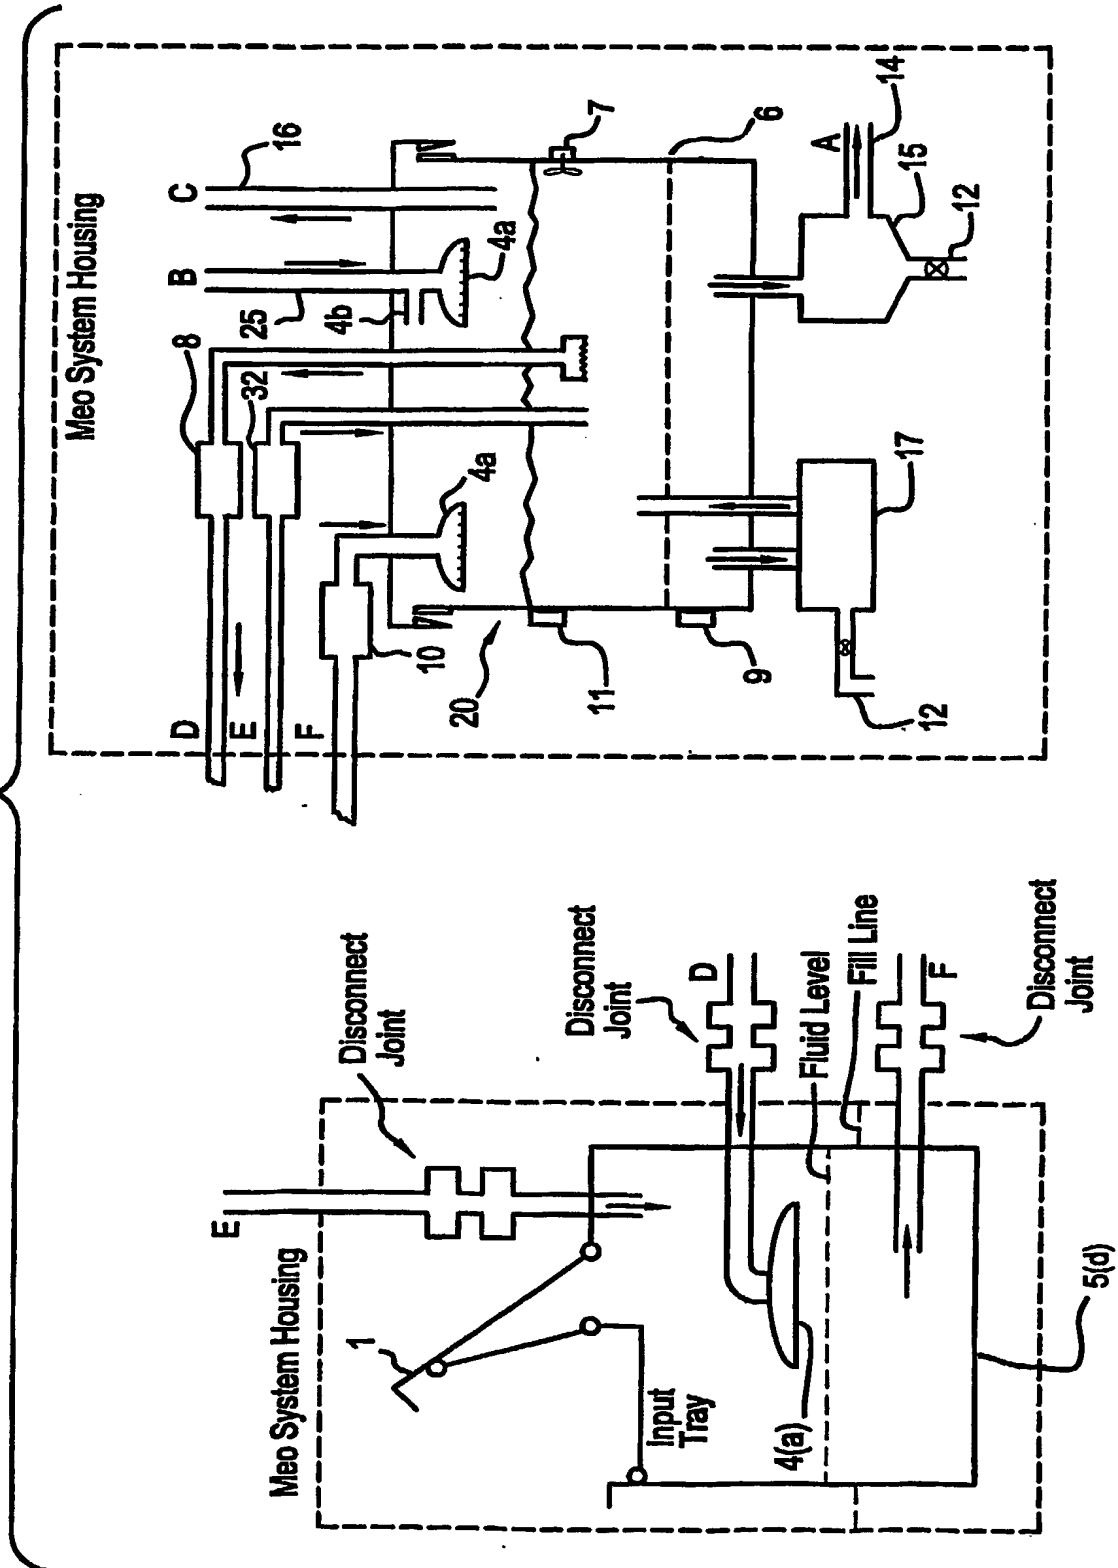 Meo System Housing
E
Disconnect
Joint
1
Input
Tray
4(a)
D
Disconnect
Joint
Fluid Level
Fill Line
F
Disconnect
Joint
5(d)
Meo System Housing
D
E
F
8
32
10
25
B
C
16
4b
4a
4a
20
11
9
7
6
12
17
A
14
15
12